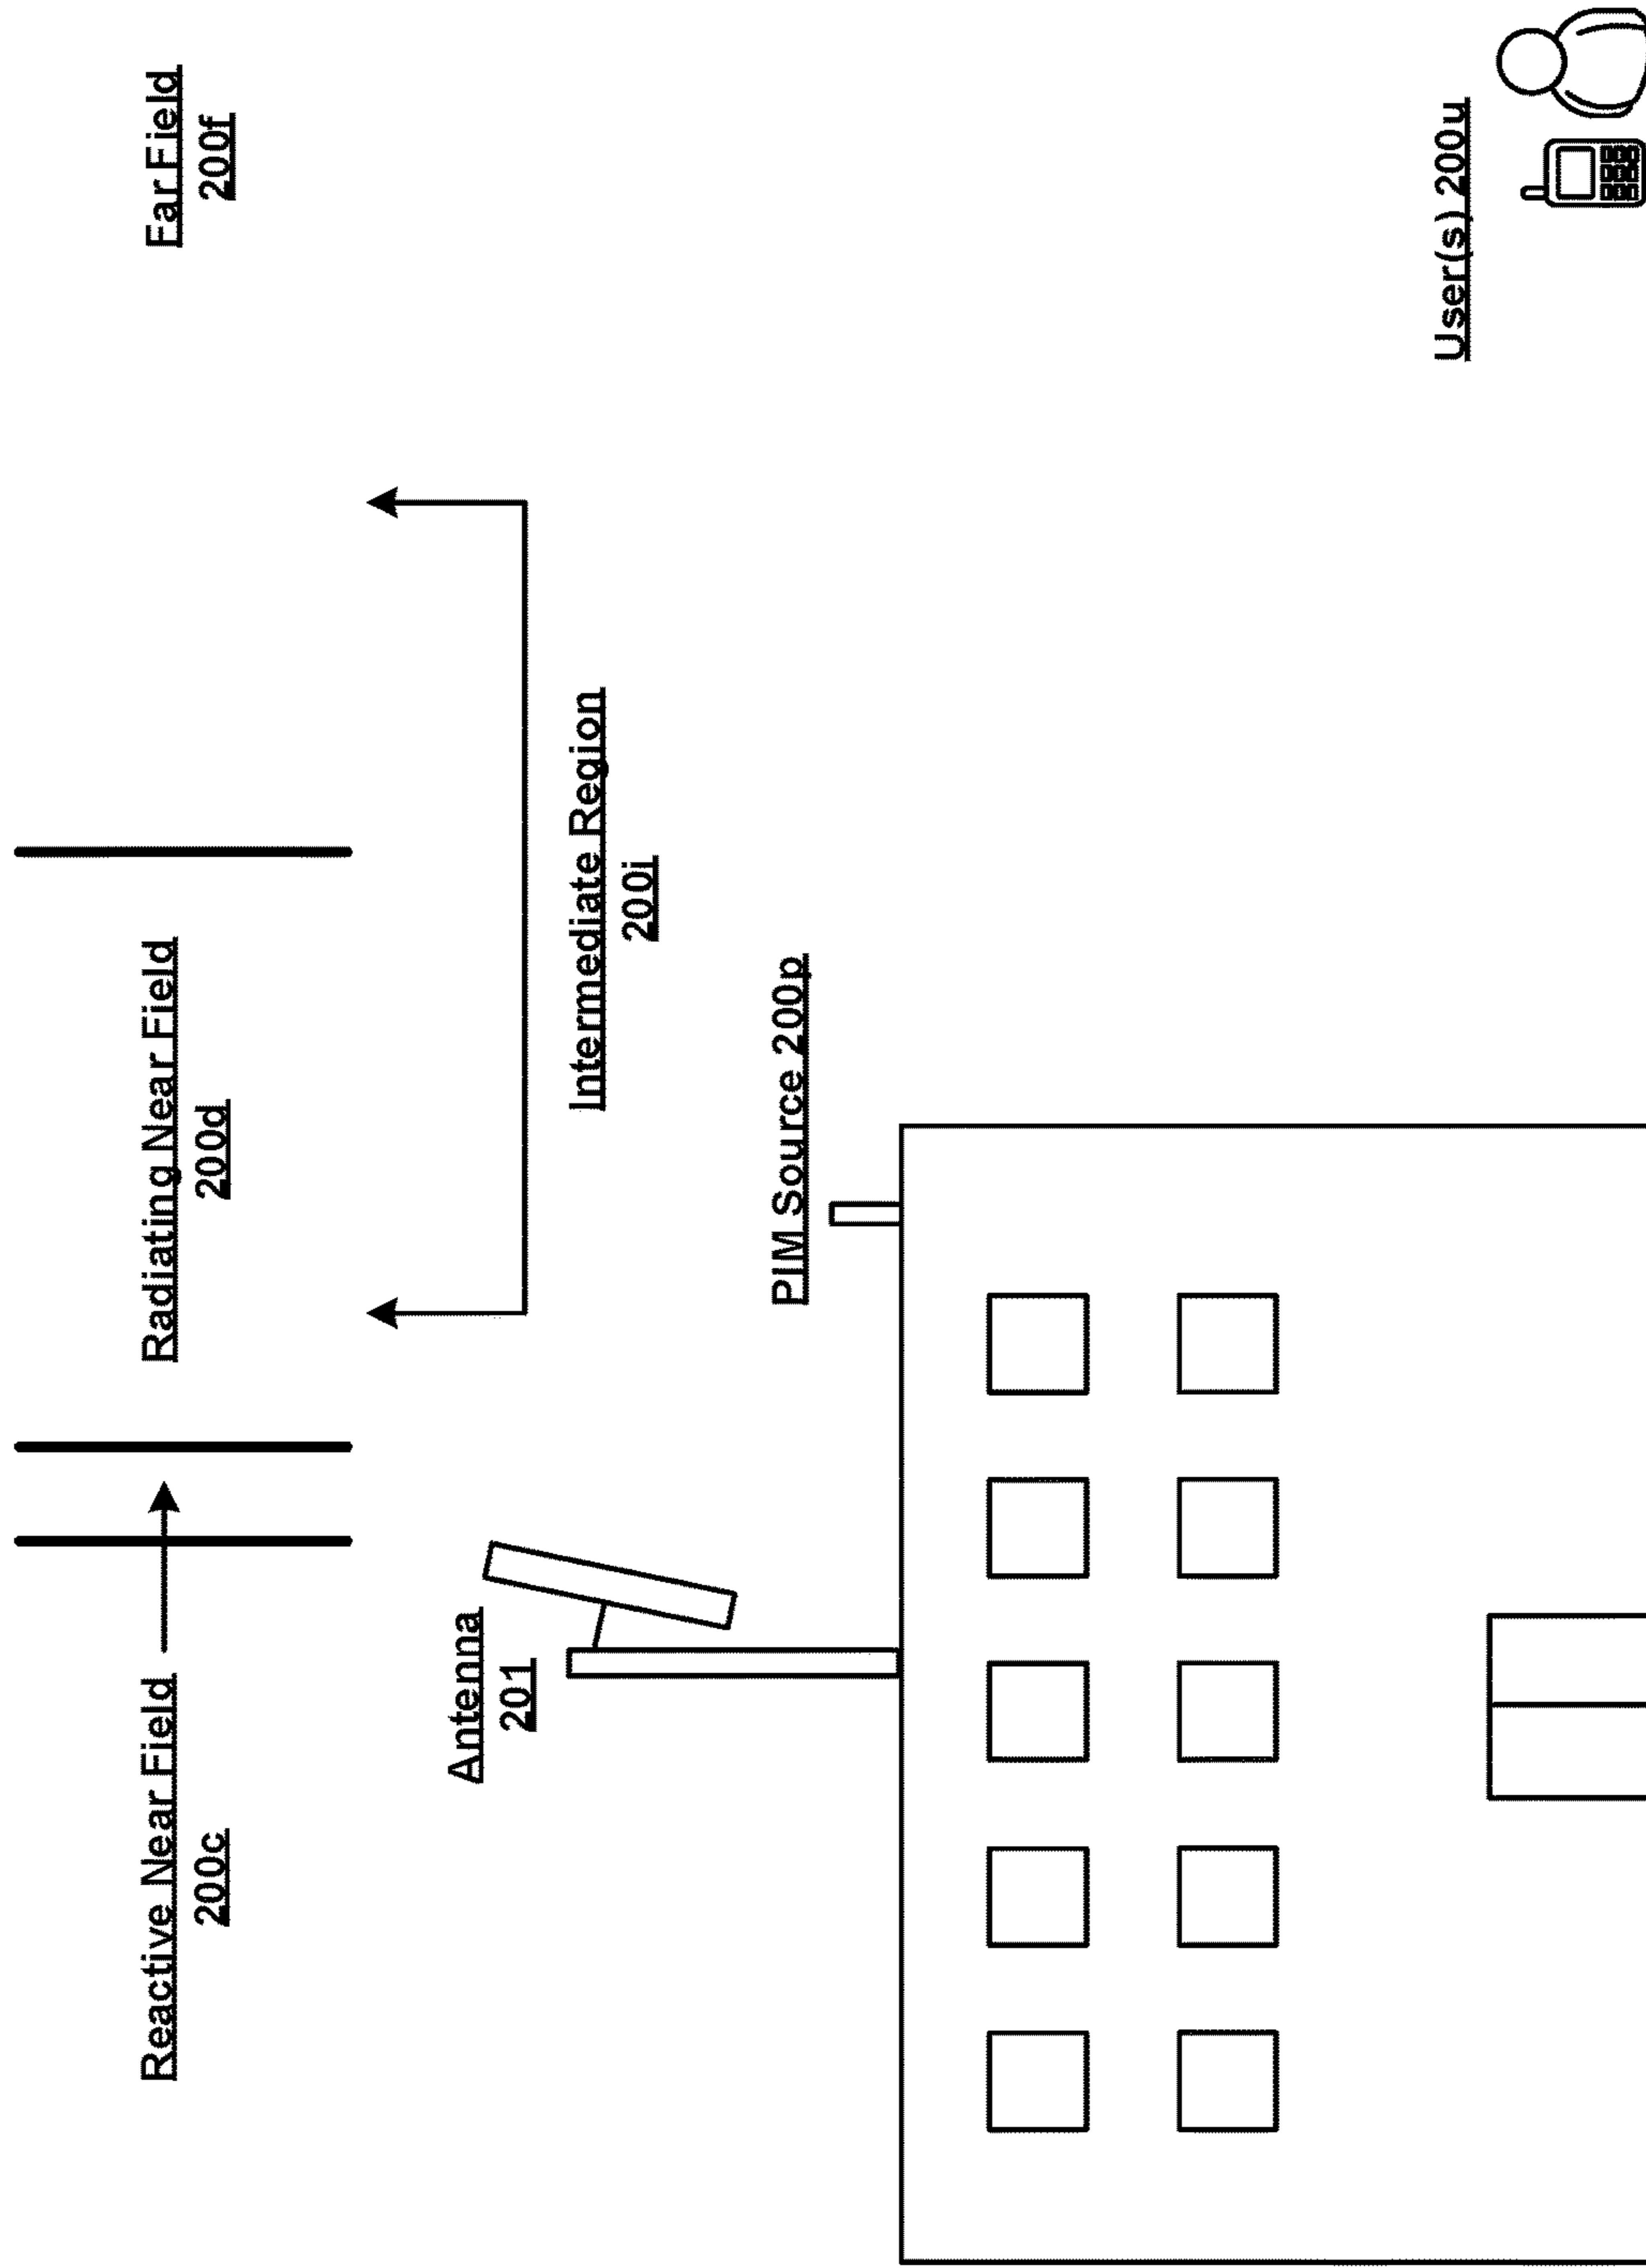 Reactive Near Field
200c
Radiating Near Field
200d
Far Field
200f
Antenna
201
Intermediate Region
200i
PIM Source 200p
User(s) 200u